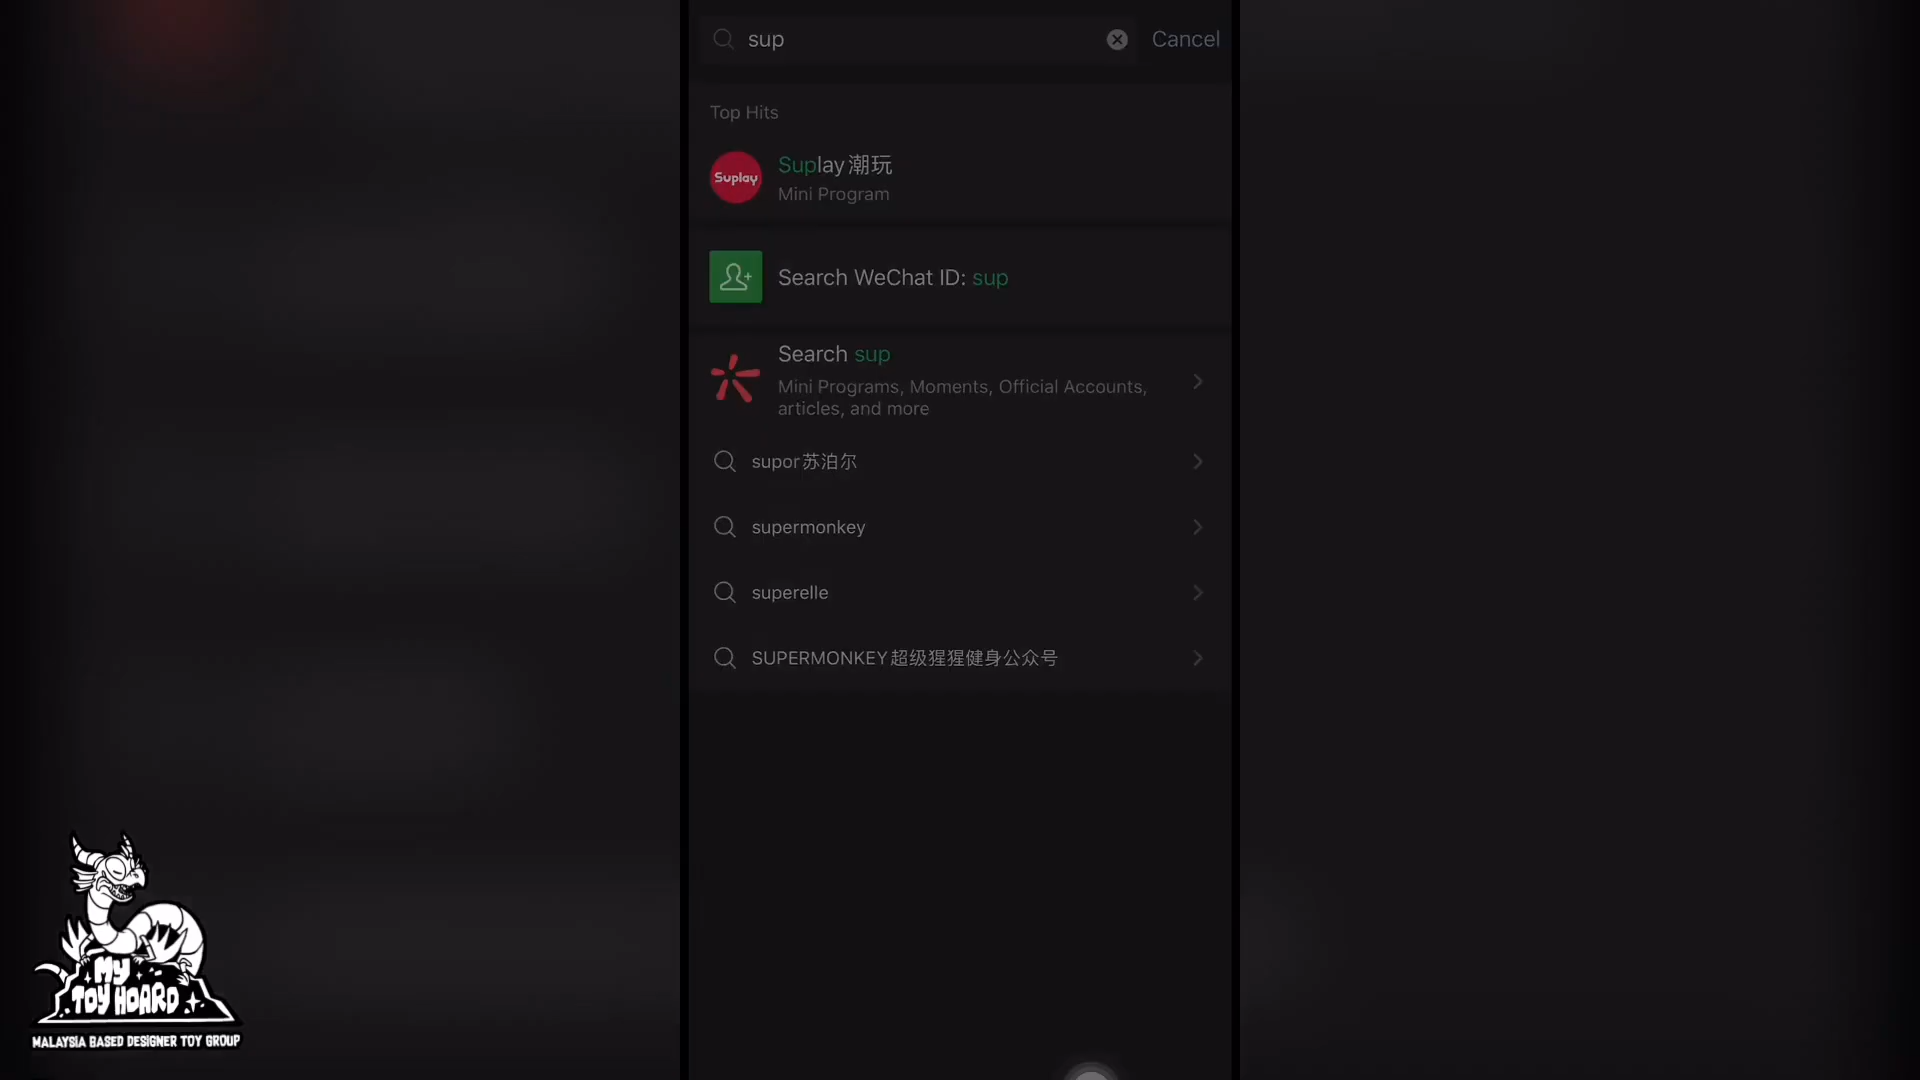 sup
Cancel
Top Hits
Suplay
Suplay潮玩
Mini Program
Search WeChat ID: sup
Search sup
Mini Programs, Moments, Official Accounts,
articles, and more
supor苏泊尔
supermonkey
superelle
SUPERMONKEY超级猩猩健身公众号
MY
TOY HOARD
MALAYSIA BASED DESIGNER TOY GROUP